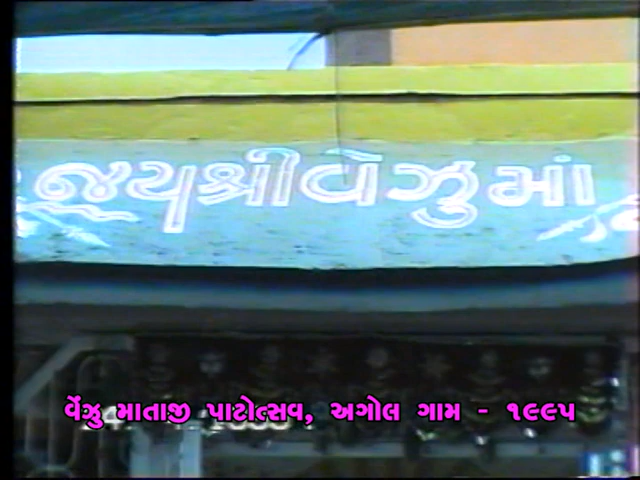 જયશ્રી વેઝુ માં
વેંઝુ માતાજી પાટોત્સવ, અગોલ ગામ - ૧૯૯૫